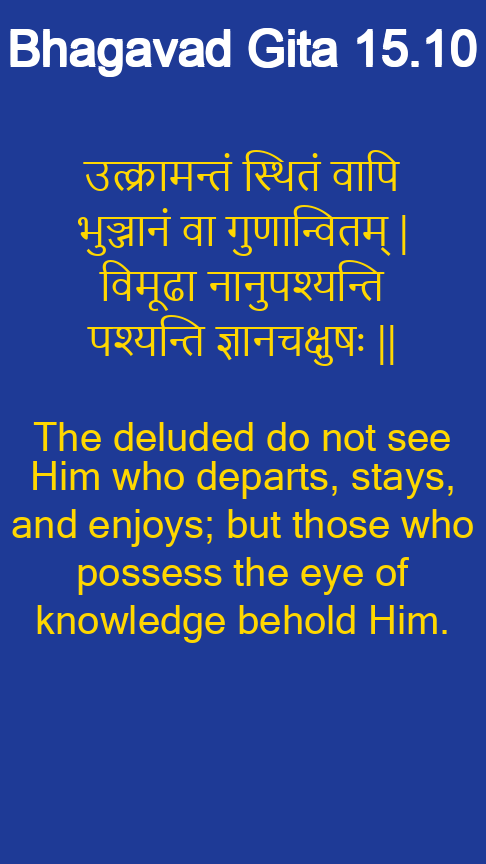 Bhagavad Gita 15.10
उत्क्रामन्तं स्थितं वापि
भुञ्जानं वा गुणान्वितम् |
विमूढा नानुपश्यन्ति
पश्यन्ति ज्ञानचक्षुषः ||
The deluded do not see
Him who departs, stays,
and enjoys; but those who
possess the eye of
knowledge behold Him.